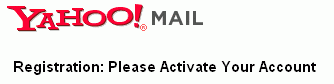 YAHOO!® MAIL
Registration: Please Activate Your Account